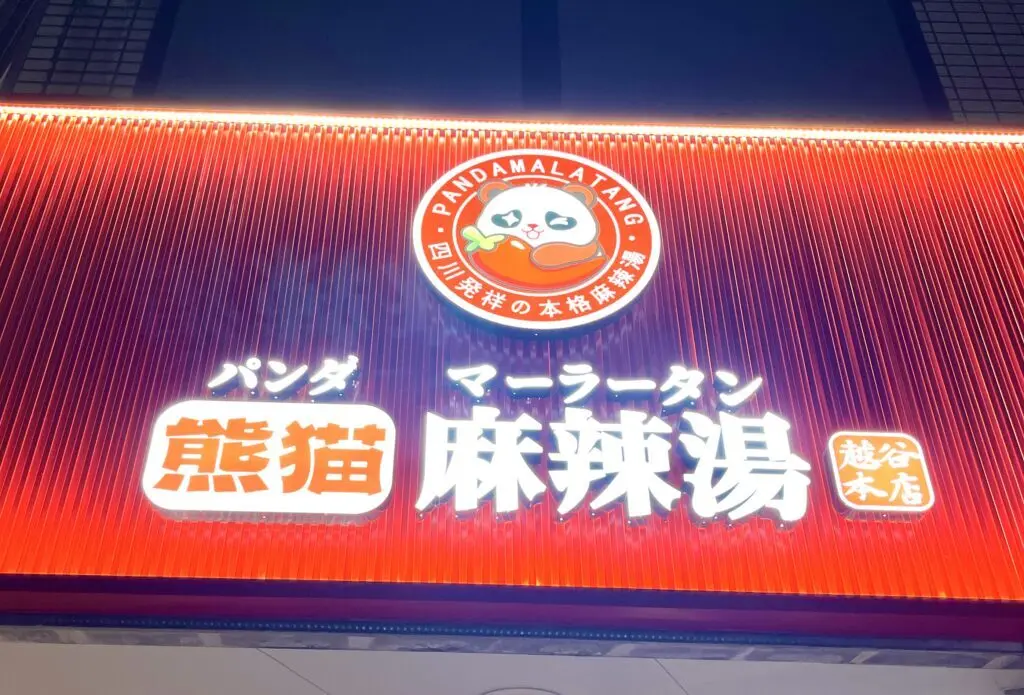 PANDAMALATANG
四川発祥の本格麻辣湯
パンダ マーラータン
熊猫 麻辣湯
越谷
本店